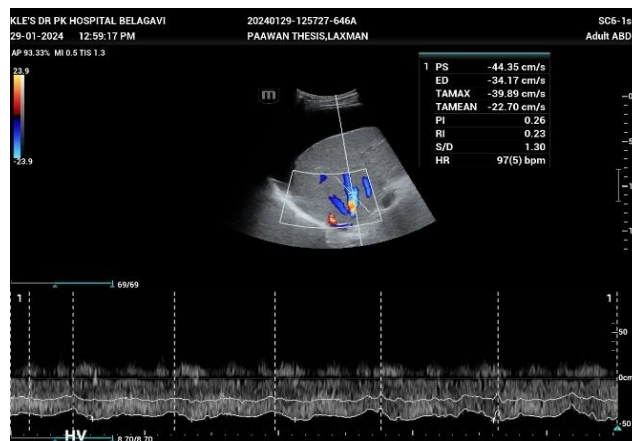 KLE'S DR PK HOSPITAL BELAGAVI 20240129-125727-646A SC6-1s
29-01-2024 12:59:17 PM PAAWAN THESIS,LAXMAN Adult ABD
AP 93.33% MI 0.5 TIS 1.3
23.9
-23.9
m
1 PS -44.35 cm/s
ED -34.17 cm/s
TAMAX -39.89 cm/s
TAMEAN -22.70 cm/s
PI 0.26
RI 0.23
S/D 1.30
HR 97(5) bpm
0
-5
-10
69/69
1 1
-50
0cm
-50
HV
8.70/8.70